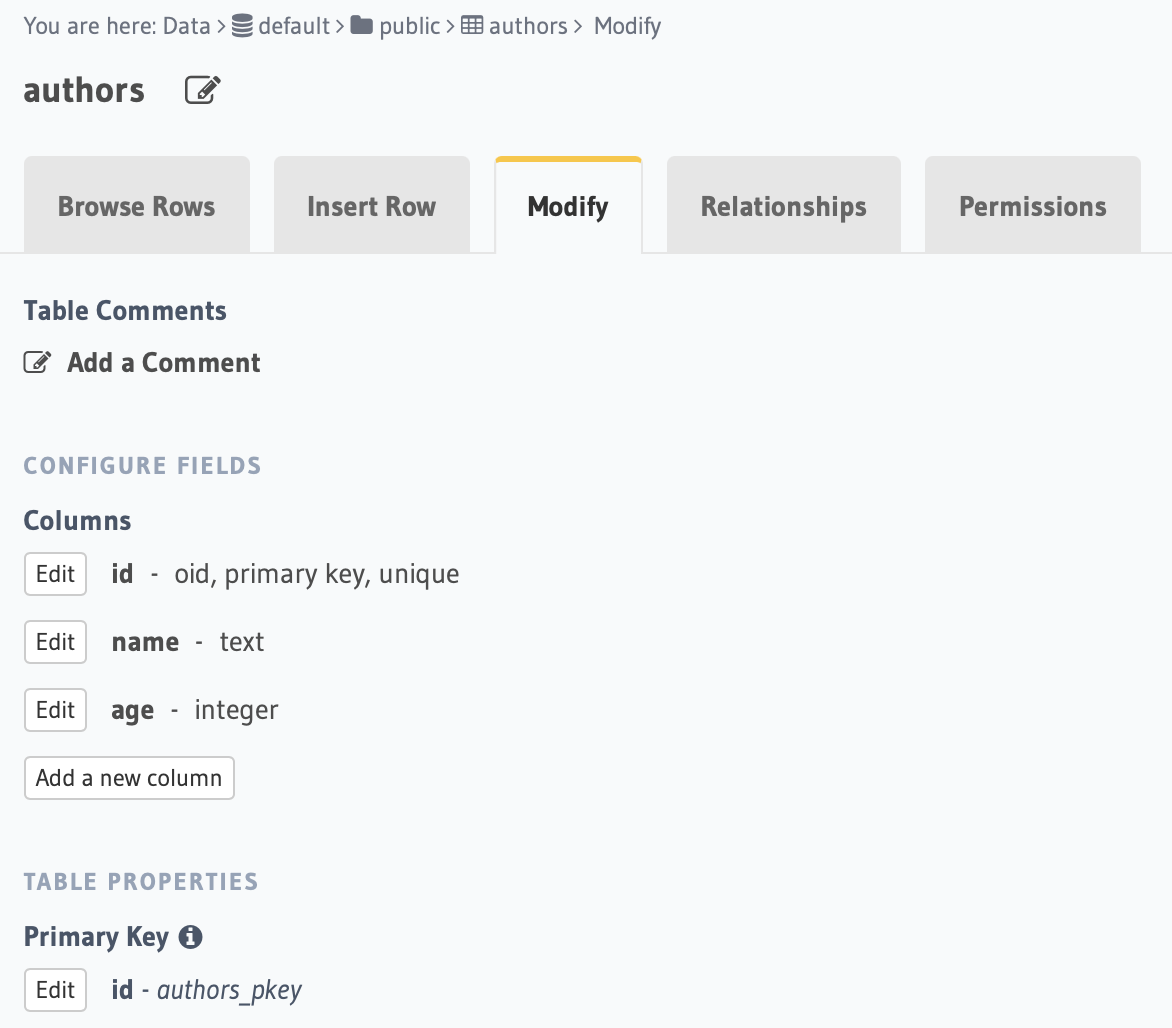 You are here: Data > default > public > authors > Modify
authors
Browse Rows Insert Row Modify Relationships Permissions
Table Comments
Add a Comment
CONFIGURE FIELDS
Columns
Edit id - oid, primary key, unique
Edit name - text
Edit age - integer
Add a new column
TABLE PROPERTIES
Primary Key
Edit id - authors_pkey